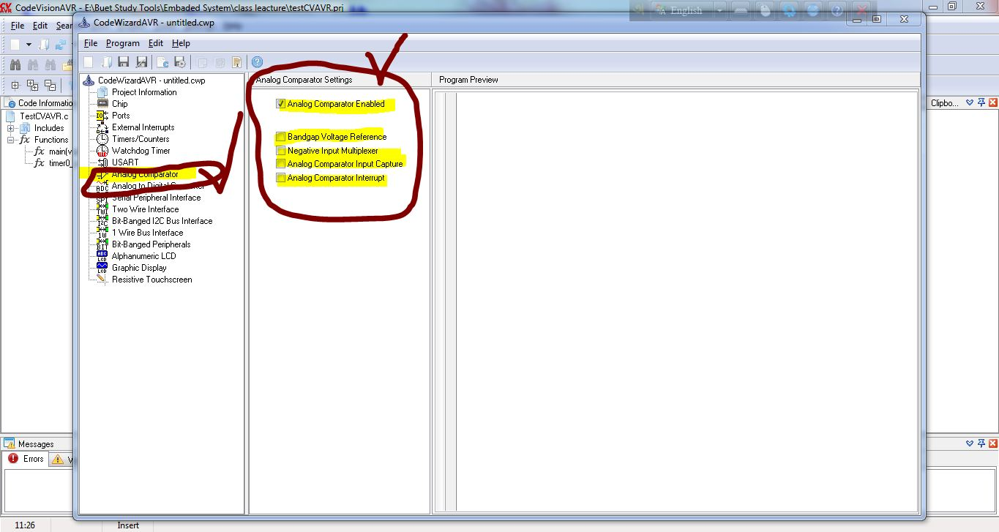 CodeVisionAVR - E:\Buet Study Tools\Embaded System\class leacture\testCVAVR.prj
English
File Edit Sear
CodeWizardAVR - untitled.cwp
File Program Edit Help
CodeWizardAVR - untitled.cwp
Project Information
Chip
Ports
External Interrupts
Timers/Counters
Watchdog Timer
USART
Analog Comparator
Analog to Digital
Serial Peripheral Interface
Two Wire Interface
Bit-Banged I2C Bus Interface
1 Wire Bus Interface
Bit-Banged Peripherals
Alphanumeric LCD
Graphic Display
Resistive Touchscreen
Analog Comparator Settings
Analog Comparator Enabled
Bandgap Voltage Reference
Negative Input Multiplexer
Analog Comparator Input Capture
Analog Comparator Interrupt
Program Preview
Code Informatio
TestCVAVR.c
Includes
Functions
main(v
timer0_
Clipbo...
Messages
Errors
11:26 Insert